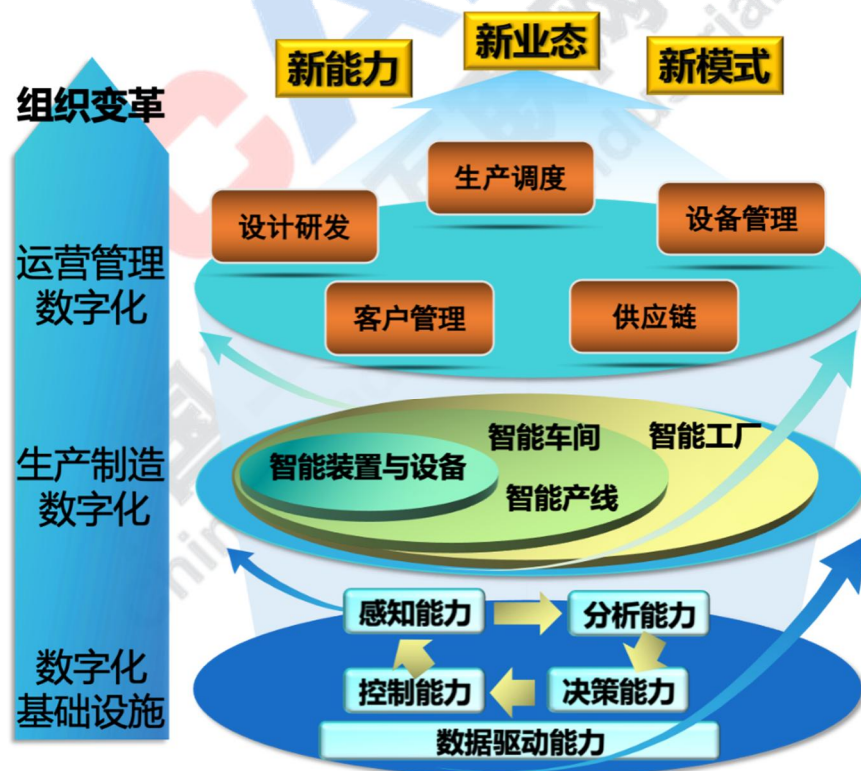 新能力
新业态
新模式
组织变革
生产调度
设计研发
设备管理
运营管理
数字化
客户管理
供应链
智能车间
智能工厂
智能装置与设备
智能产线
生产制造
数字化
感知能力
分析能力
控制能力
决策能力
数据驱动能力
数字化
基础设施